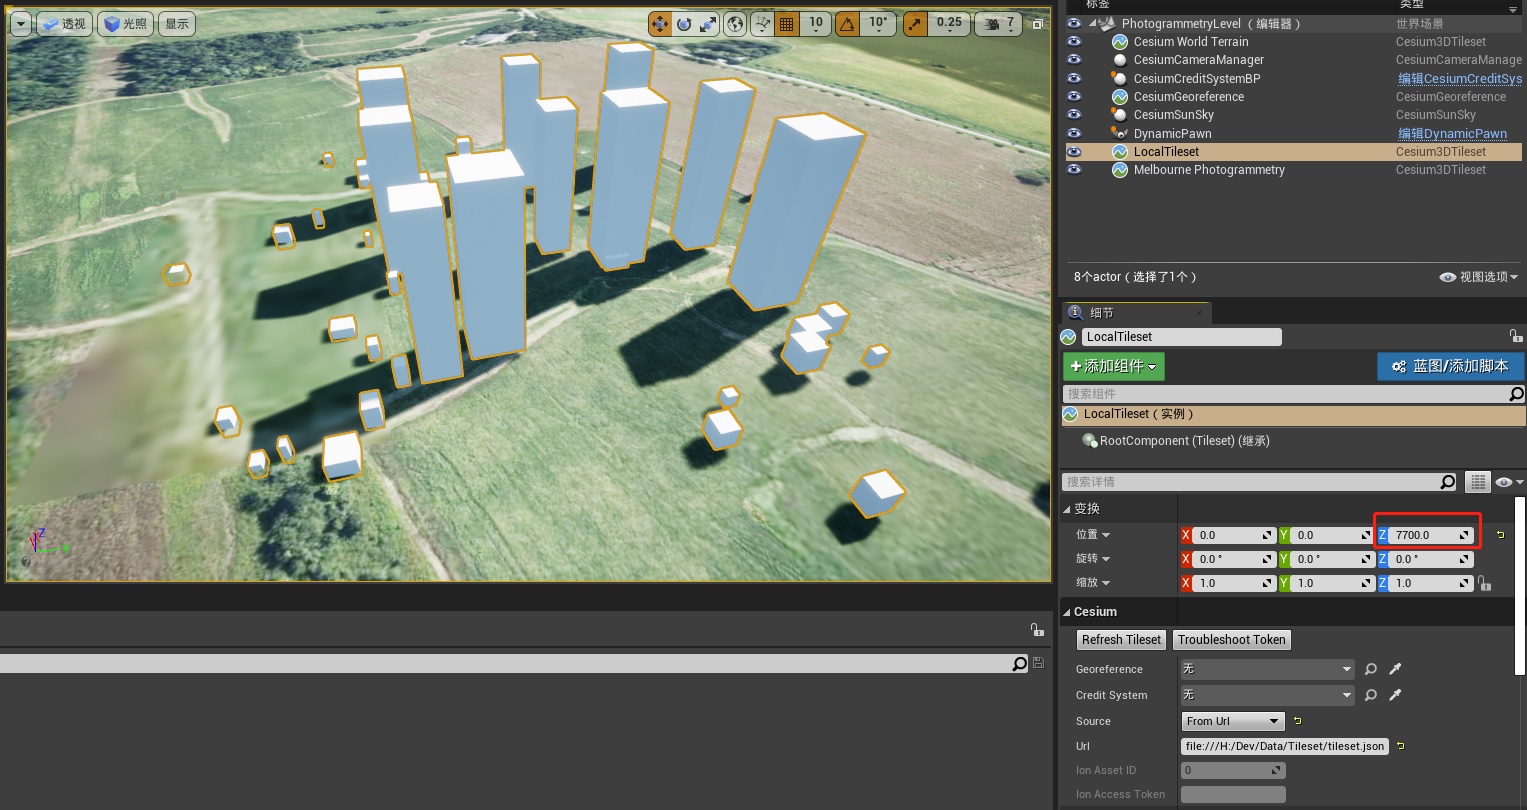 透视 光照 显示 10 10° 0.25 7
标签 类型
PhotogrammetryLevel（编辑器） 世界场景
Cesium World Terrain Cesium3DTileset
CesiumCameraManager CesiumCameraManage
CesiumCreditSystemBP 编辑CesiumCreditSys
CesiumGeoreference CesiumGeoreference
CesiumSunSky CesiumSunSky
DynamicPawn 编辑DynamicPawn
LocalTileset Cesium3DTileset
Melbourne Photogrammetry Cesium3DTileset
8个actor（选择了1个） 视图选项
细节
LocalTileset
+添加组件 蓝图/添加脚本
搜索组件
LocalTileset（实例）
RootComponent (Tileset) (继承)
搜索详情
变换
位置 X 0.0 Y 0.0 Z 7700.0
旋转 X 0.0 ° Y 0.0 ° Z 0.0 °
缩放 X 1.0 Y 1.0 Z 1.0
Cesium
Refresh Tileset Troubleshoot Token
Georeference 无
Credit System 无
Source From Url
Url file:///H:/Dev/Data/Tileset/tileset.json
Ion Asset ID 0
Ion Access Token